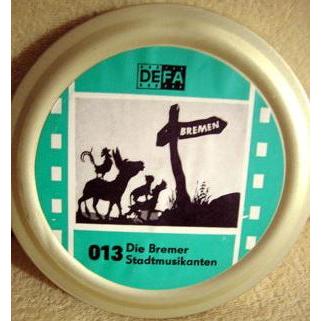 DEFA
BREMEN
013 Die Bremer
Stadtmusikanten